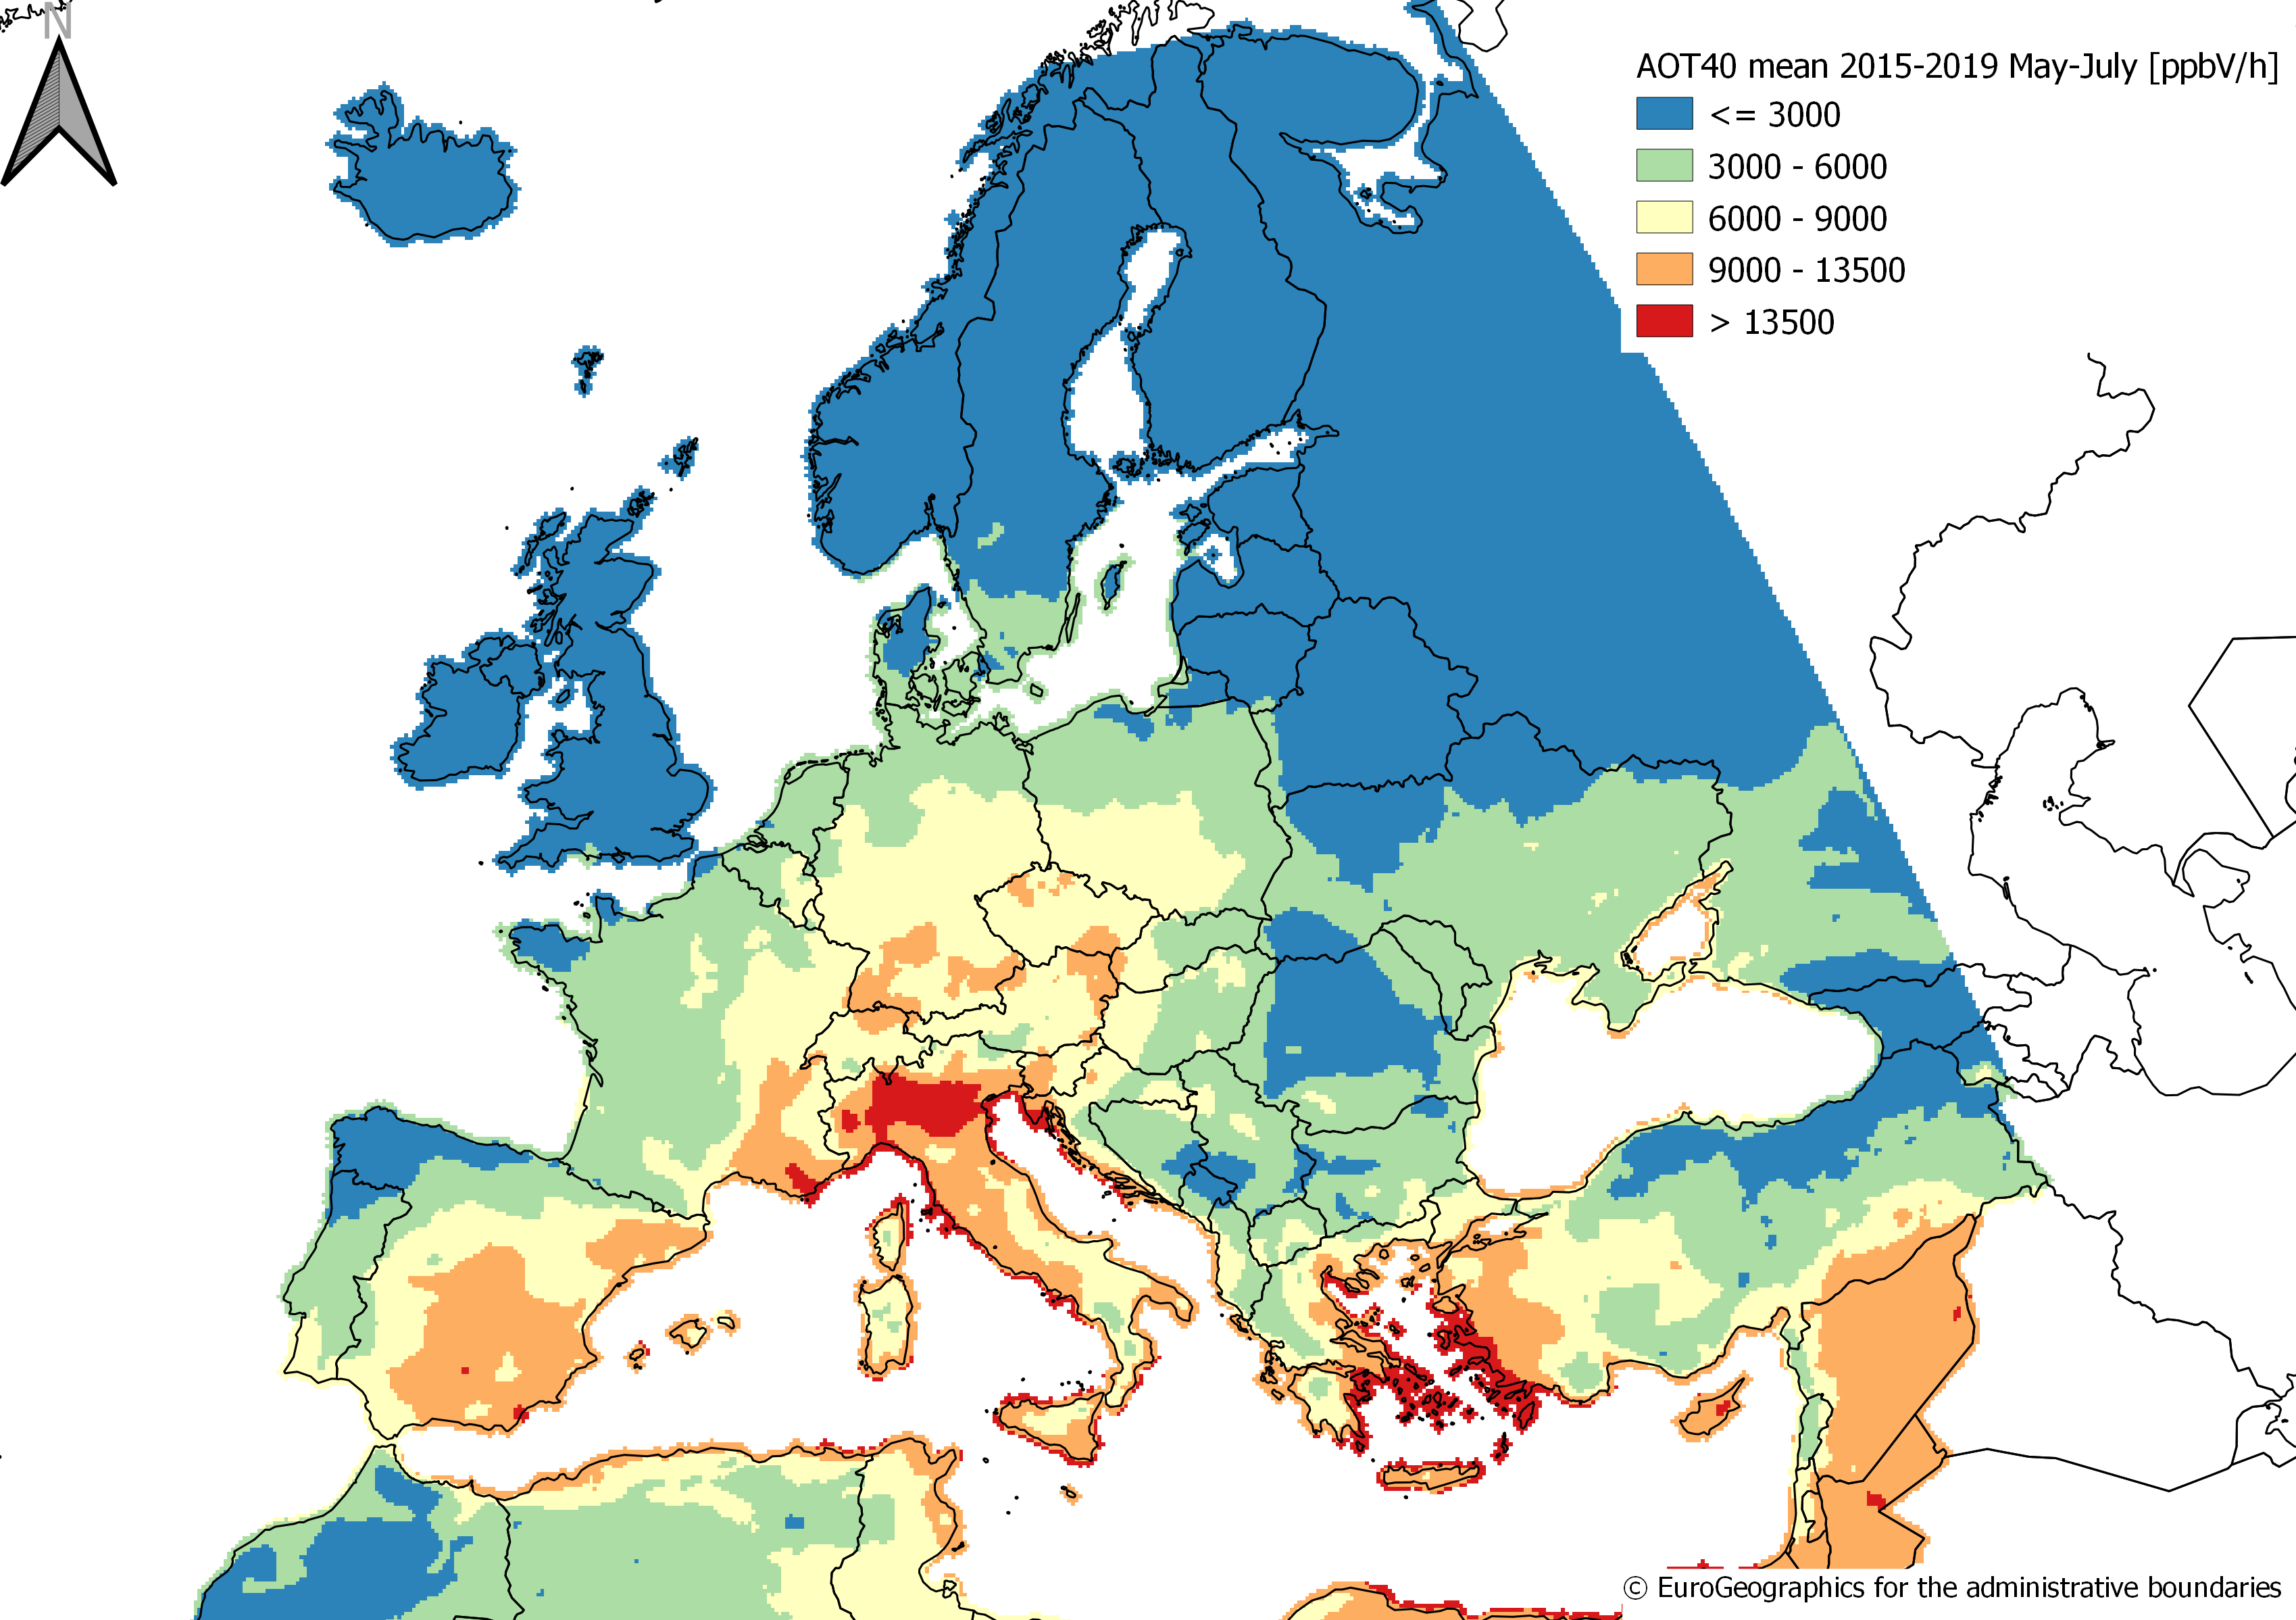 N
AOT40 mean 2015-2019 May-July [ppbV/h]
<= 3000
3000 - 6000
6000 - 9000
9000 - 13500
> 13500
© EuroGeographics for the administrative boundaries